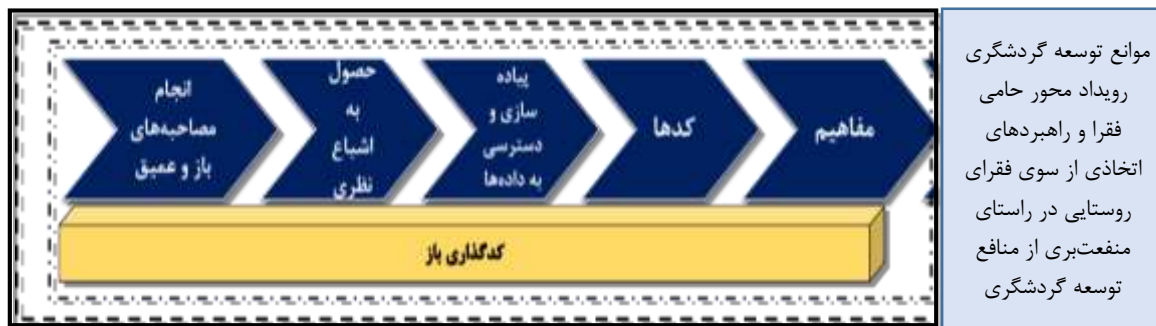 انجام
مصاحبه‌های
باز و عمیق
حصول
به
اشباع
نظری
پیاده
سازی و
دسترسی
به داده‌ها
کدها
مفاهیم
کدگذاری باز
موانع توسعه گردشگری
رویداد محور حامی
فقرا و راهبردهای
اتخاذی از سوی فقرای
روستایی در راستای
منفعت‌بری از منافع
توسعه گردشگری